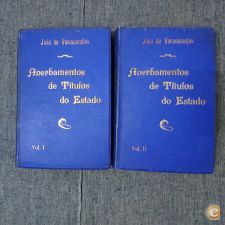 João de Vasconcellos
Averbamentos
de Títulos
do Estado
Vol. I
João de Vasconcellos
Averbamentos
de Títulos
do Estado
Vol. II